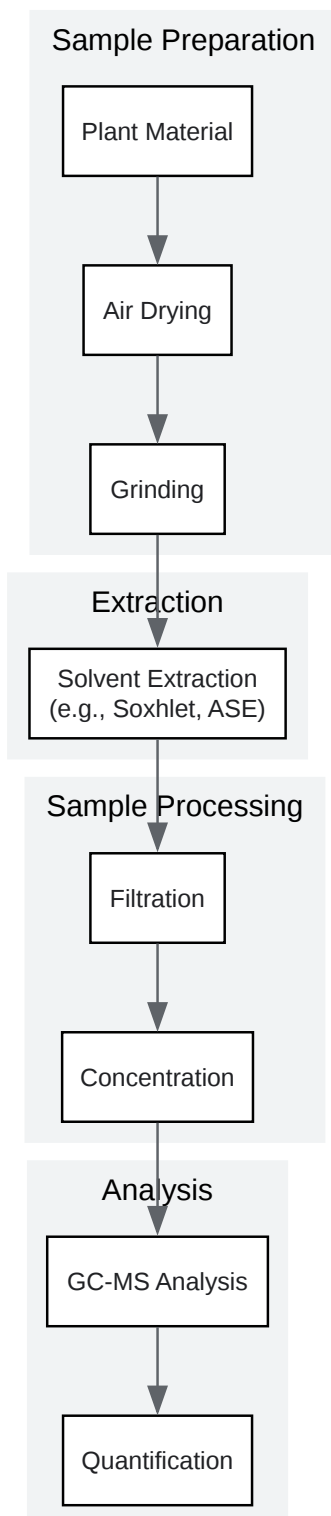 Sample Preparation
Plant Material
Air Drying
Grinding
Extraction
Solvent Extraction
(e.g., Soxhlet, ASE)
Sample Processing
Filtration
Concentration
Analysis
GC-MS Analysis
Quantification